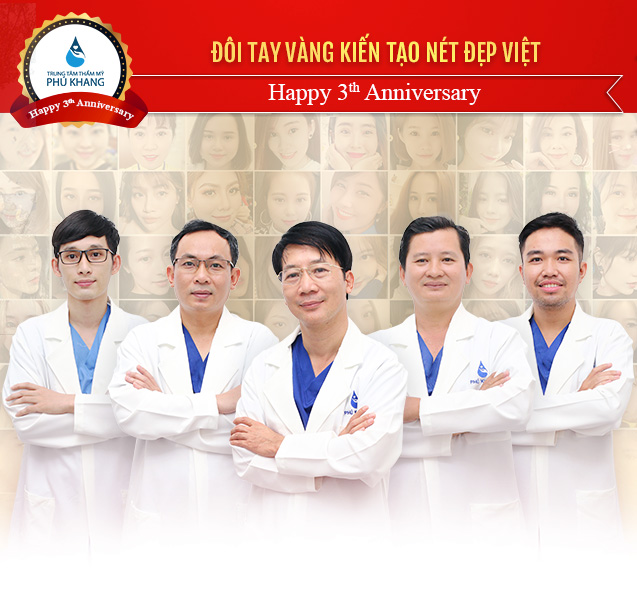 TRUNG TÂM THẨM MỸ
PHÚ KHANG
Happy 3th Anniversary
ĐÔI TAY VÀNG KIẾN TẠO NÉT ĐẸP VIỆT
Happy 3th Anniversary